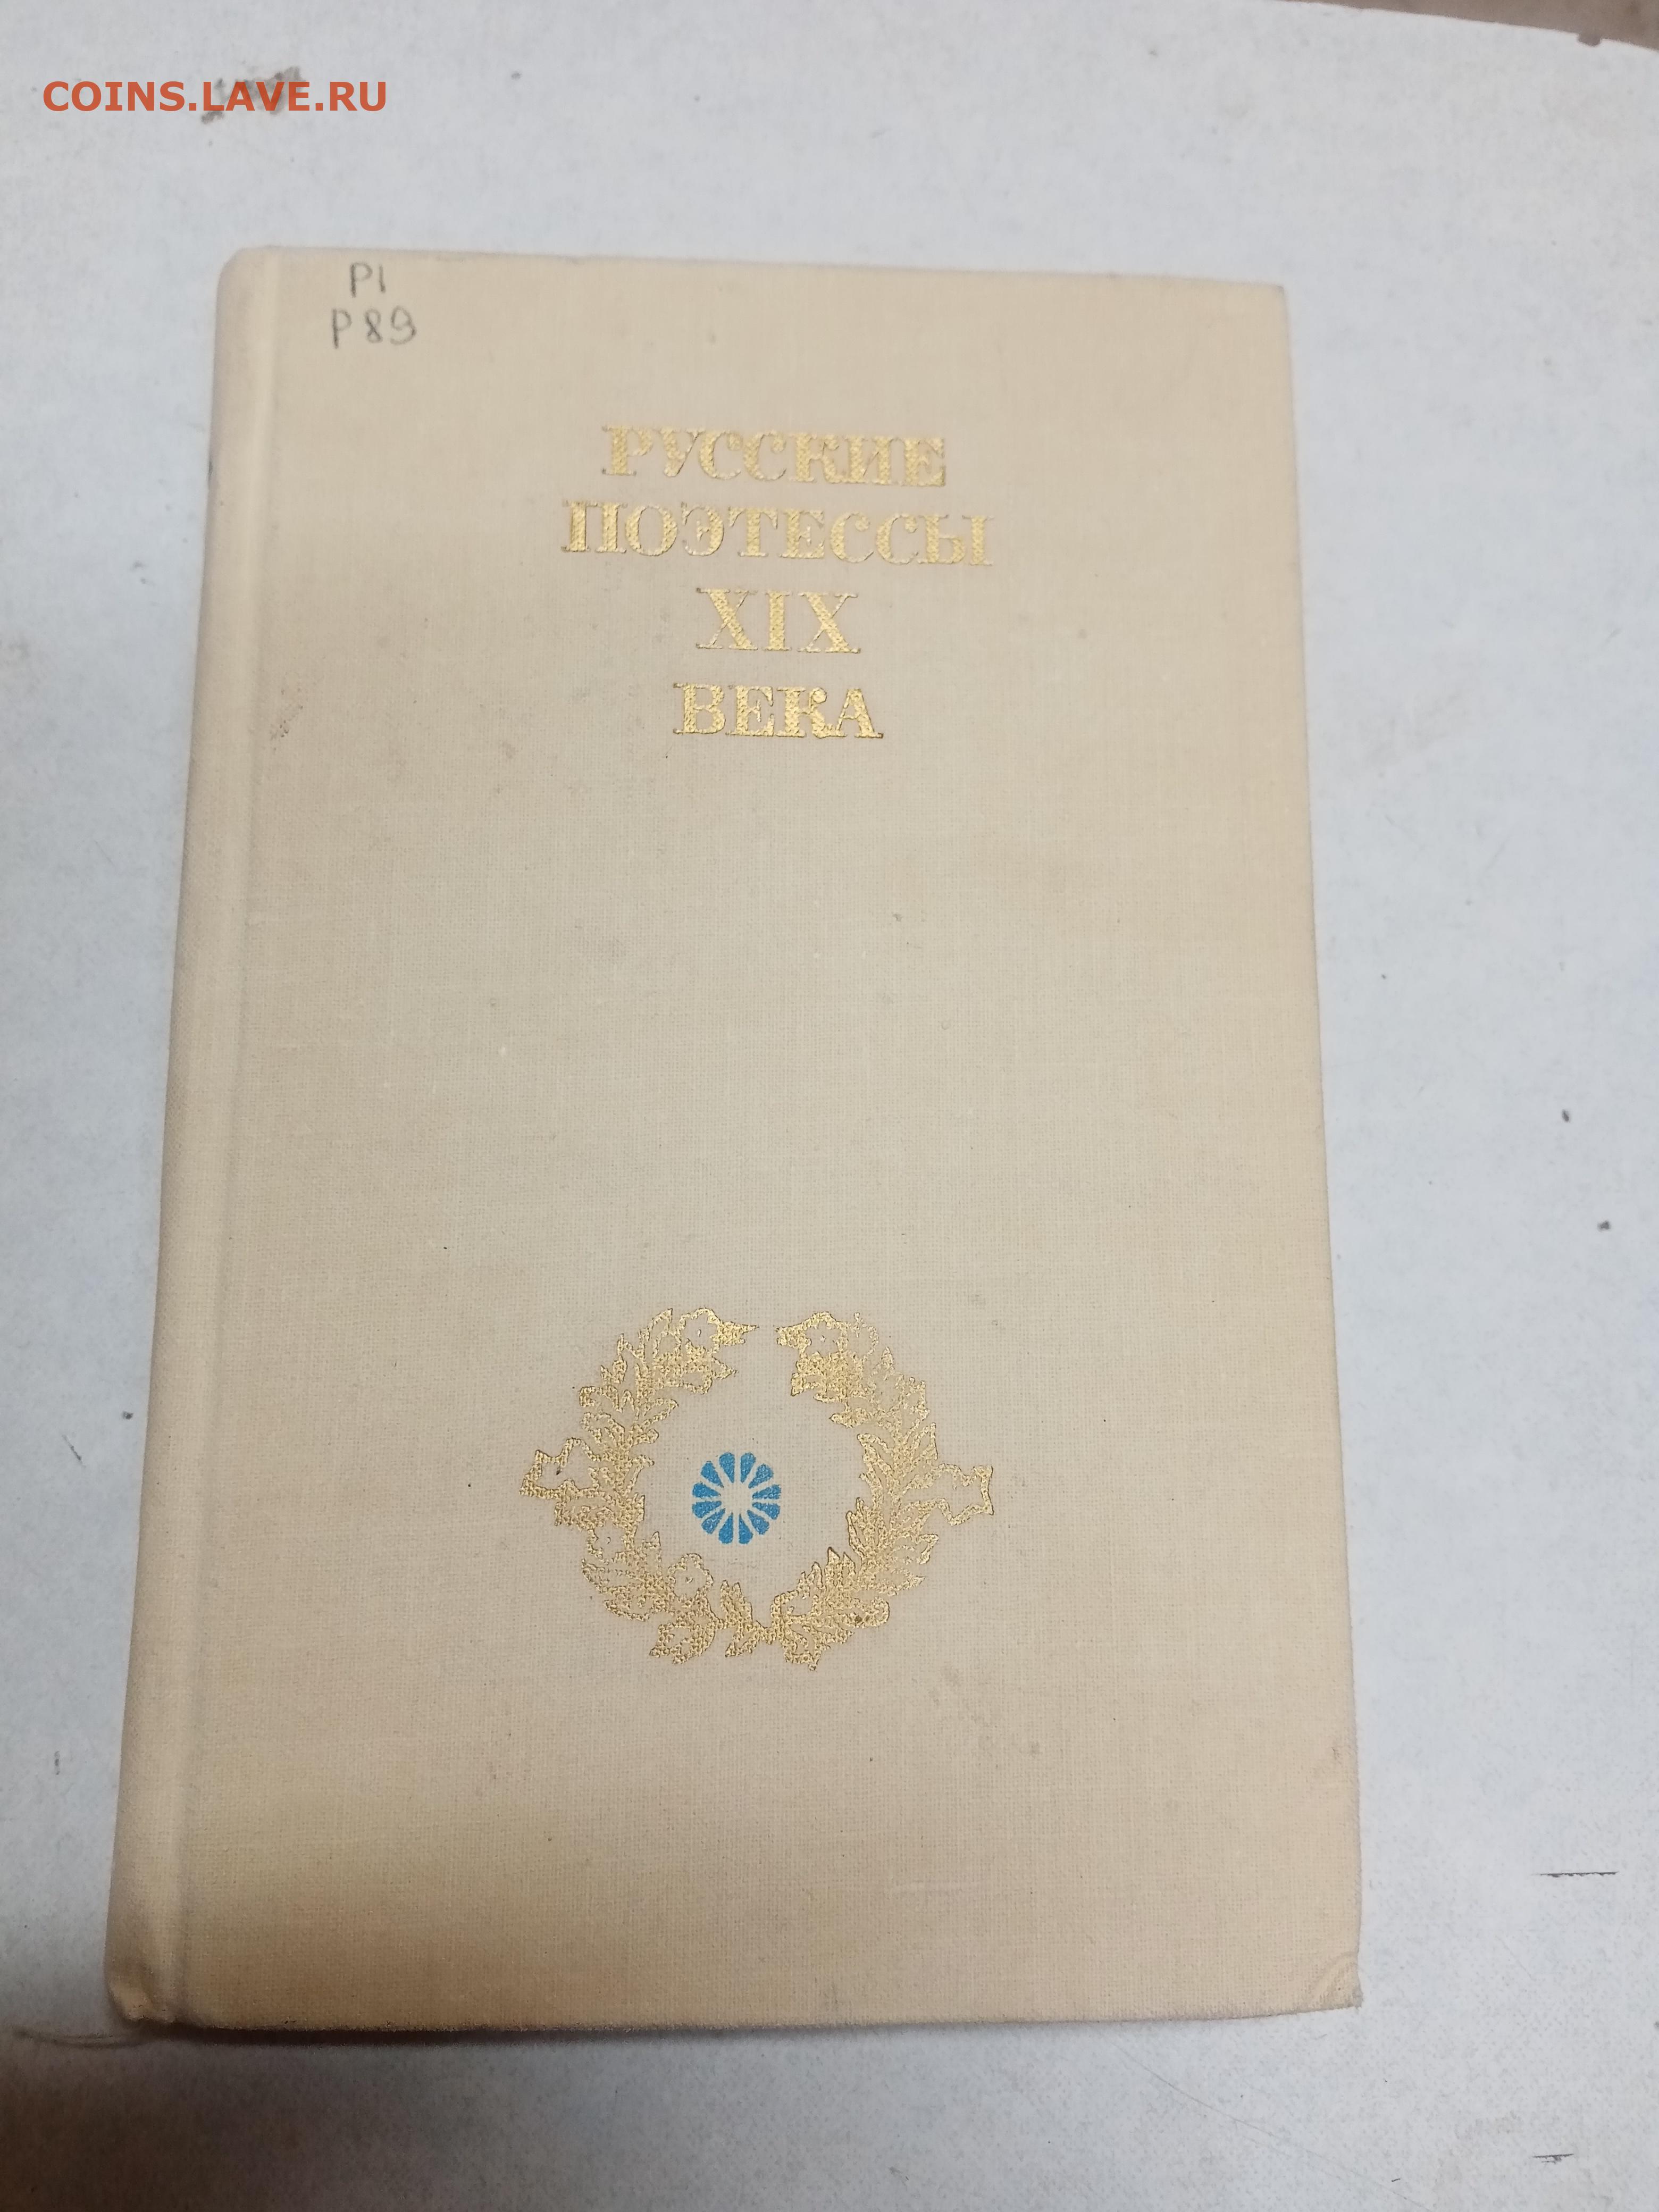 COINS.LAVE.RU
Р1
Р89
РУССКИЕ
ПОЭТЕССЫ
XIX
ВЕКА